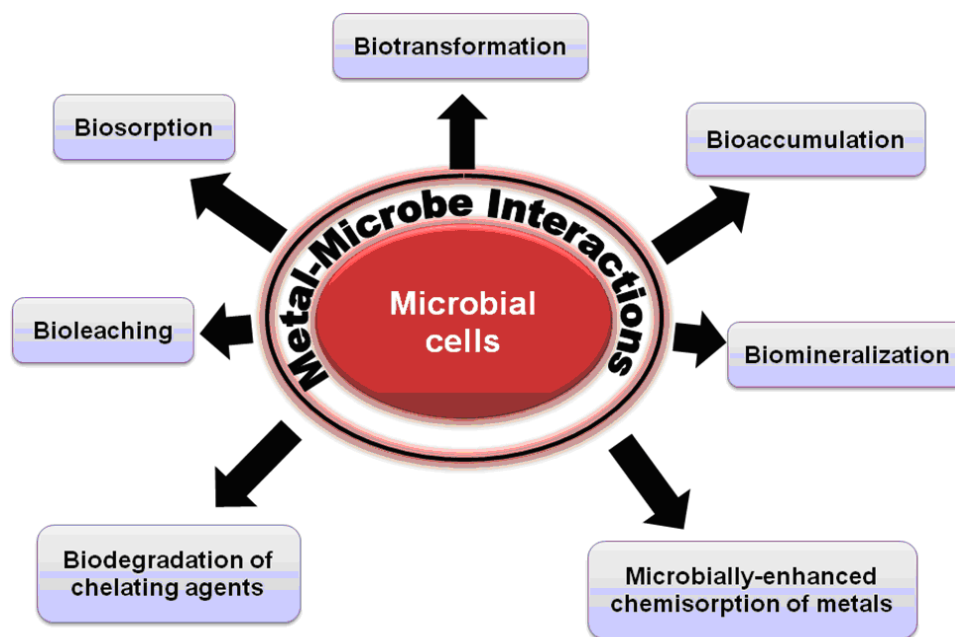 Biotransformation
Biosorption
Bioaccumulation
Metal-Microbe Interactions
Microbial
cells
Bioleaching
Biomineralization
Biodegradation of
chelating agents
Microbially-enhanced
chemisorption of metals